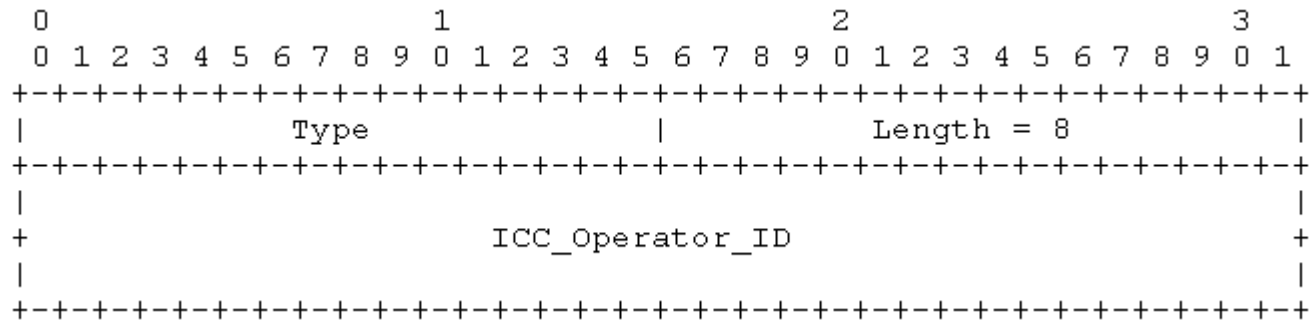 0                   1                   2                   3
 0 1 2 3 4 5 6 7 8 9 0 1 2 3 4 5 6 7 8 9 0 1 2 3 4 5 6 7 8 9 0 1
+-+-+-+-+-+-+-+-+-+-+-+-+-+-+-+-+-+-+-+-+-+-+-+-+-+-+-+-+-+-+-+-+
|             Type              |          Length = 8           |
+-+-+-+-+-+-+-+-+-+-+-+-+-+-+-+-+-+-+-+-+-+-+-+-+-+-+-+-+-+-+-+-+
|                                                               |
+                       ICC_Operator_ID                         +
|                                                               |
+-+-+-+-+-+-+-+-+-+-+-+-+-+-+-+-+-+-+-+-+-+-+-+-+-+-+-+-+-+-+-+-+